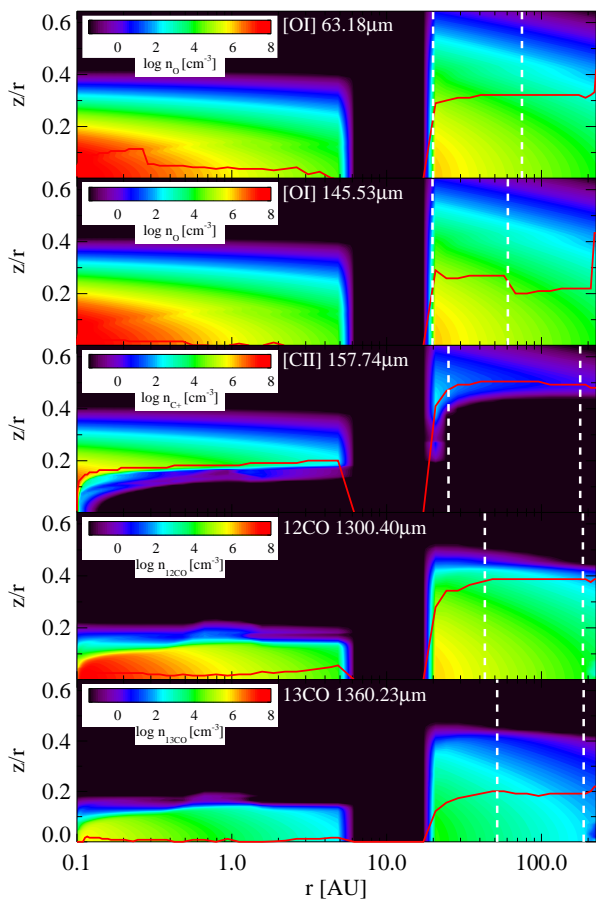 0.6 [OI] 63.18µm
0 2 4 6 8
log n_O [cm⁻³]
0.4
z/r
0.2
0.6 [OI] 145.53µm
0 2 4 6 8
log n_O [cm⁻³]
0.4
z/r
0.2
0.6 [CII] 157.74µm
0 2 4 6 8
log n_C+ [cm⁻³]
0.4
z/r
0.2
0.6 12CO 1300.40µm
0 2 4 6 8
log n_12CO [cm⁻³]
0.4
z/r
0.2
0.6 13CO 1360.23µm
0 2 4 6 8
log n_13CO [cm⁻³]
0.4
z/r
0.2
0.0
0.1 1.0 10.0 100.0
r [AU]